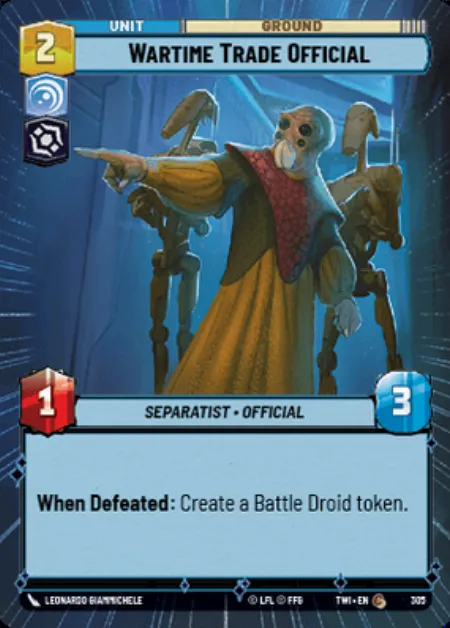 UNIT GROUND
2 WARTIME TRADE OFFICIAL
1 SEPARATIST • OFFICIAL 3
When Defeated: Create a Battle Droid token.
LEONARDO GIAMMICHELE © LFL © FFG TWI • EN 305